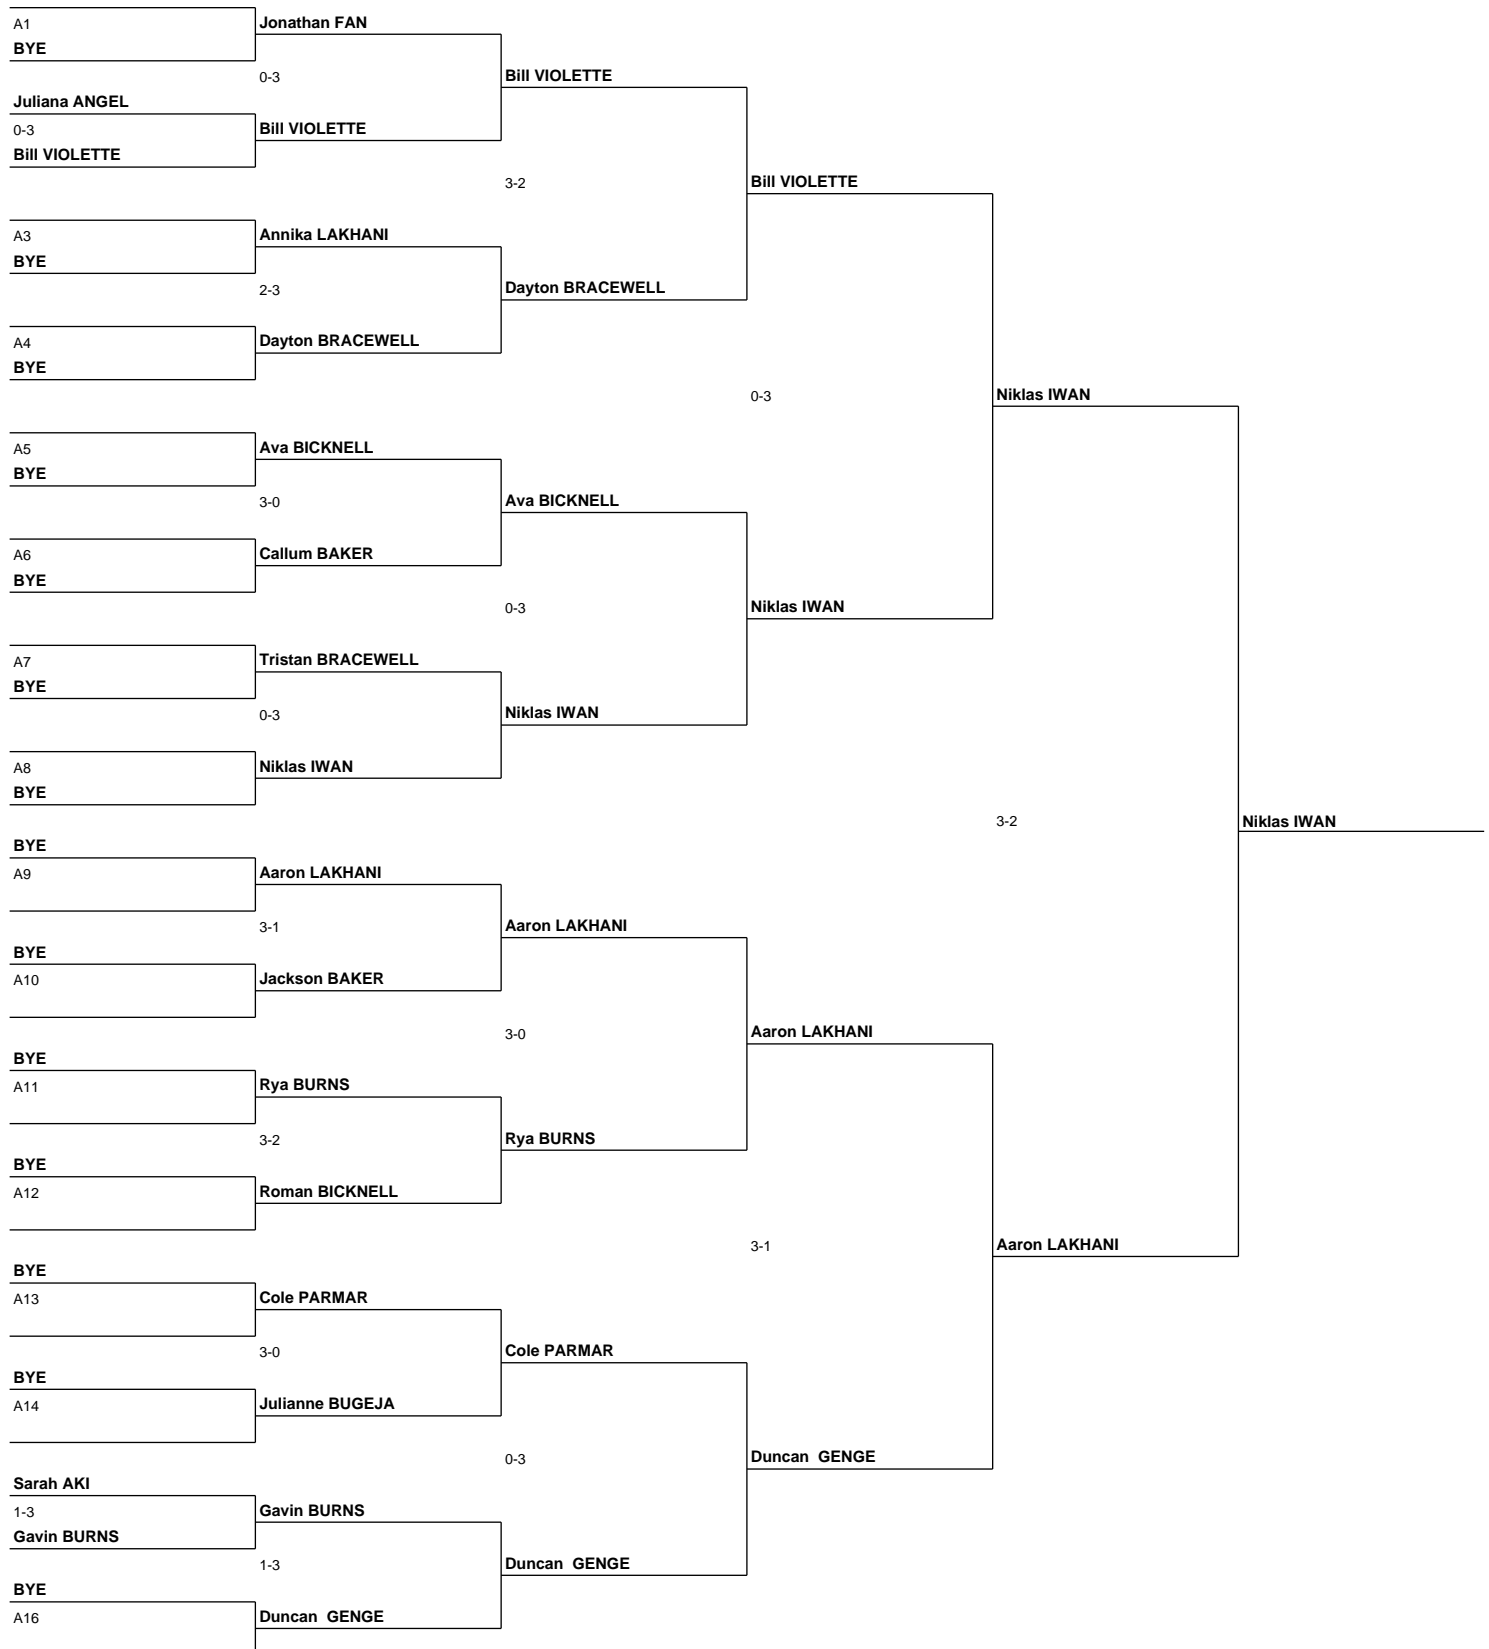 A1
BYE
Jonathan FAN
0-3
Juliana ANGEL
0-3
Bill VIOLETTE
Bill VIOLETTE
Bill VIOLETTE
3-2
A3
BYE
Annika LAKHANI
2-3
A4
BYE
Dayton BRACEWELL
Dayton BRACEWELL
Bill VIOLETTE
0-3
A5
BYE
Ava BICKNELL
3-0
A6
BYE
Callum BAKER
Ava BICKNELL
0-3
A7
BYE
Tristan BRACEWELL
0-3
A8
BYE
Niklas IWAN
Niklas IWAN
Niklas IWAN
Niklas IWAN
3-2
Niklas IWAN
BYE
A9
Aaron LAKHANI
3-1
BYE
A10
Jackson BAKER
Aaron LAKHANI
3-0
BYE
A11
Rya BURNS
3-2
BYE
A12
Roman BICKNELL
Rya BURNS
Aaron LAKHANI
3-1
Aaron LAKHANI
BYE
A13
Cole PARMAR
3-0
BYE
A14
Julianne BUGEJA
Cole PARMAR
0-3
Sarah AKI
1-3
Gavin BURNS
Gavin BURNS
1-3
BYE
A16
Duncan  GENGE
Duncan  GENGE
Duncan  GENGE